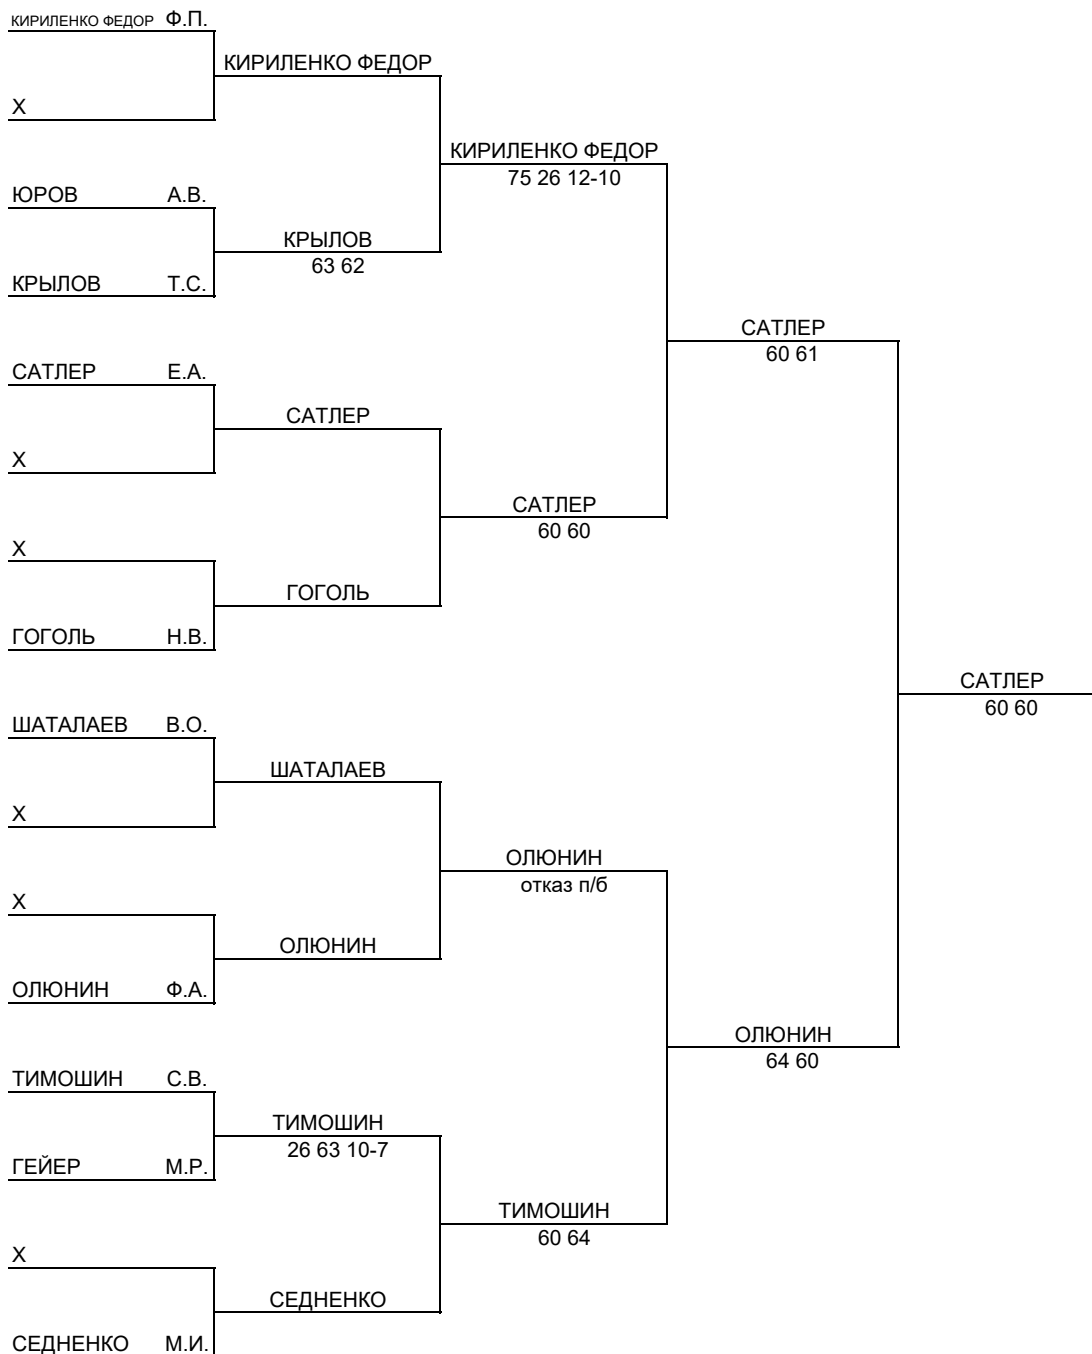 КИРИЛЕНКО ФЕДОР Ф.П.
КИРИЛЕНКО ФЕДОР
Х
КИРИЛЕНКО ФЕДОР
75 26 12-10
ЮРОВ А.В.
КРЫЛОВ
63 62
КРЫЛОВ Т.С.
САТЛЕР
60 61
САТЛЕР Е.А.
САТЛЕР
Х
САТЛЕР
60 60
Х
ГОГОЛЬ
ГОГОЛЬ Н.В.
САТЛЕР
60 60
ШАТАЛАЕВ В.О.
ШАТАЛАЕВ
Х
ОЛЮНИН
отказ п/б
Х
ОЛЮНИН
ОЛЮНИН Ф.А.
ОЛЮНИН
64 60
ТИМОШИН С.В.
ТИМОШИН
26 63 10-7
ГЕЙЕР М.Р.
ТИМОШИН
60 64
Х
СЕДНЕНКО
СЕДНЕНКО М.И.